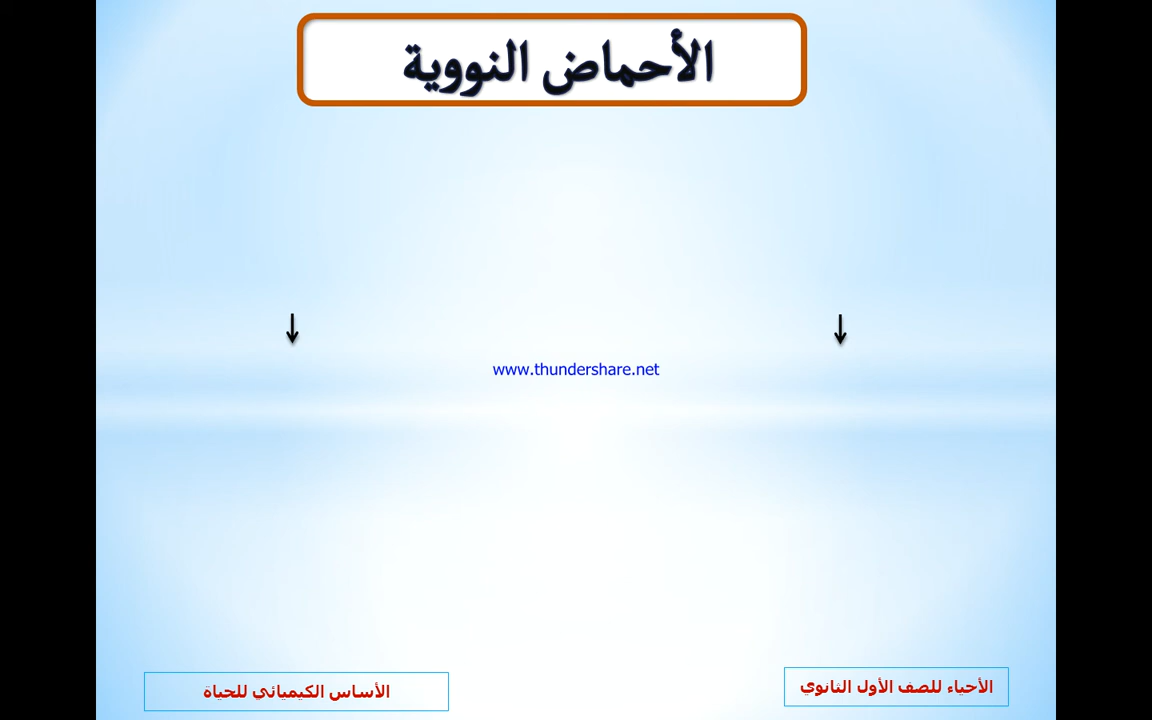 الأحماض النووية
www.thundershare.net
الأحياء للصف الأول الثانوي
الأساس الكيميائي للحياة